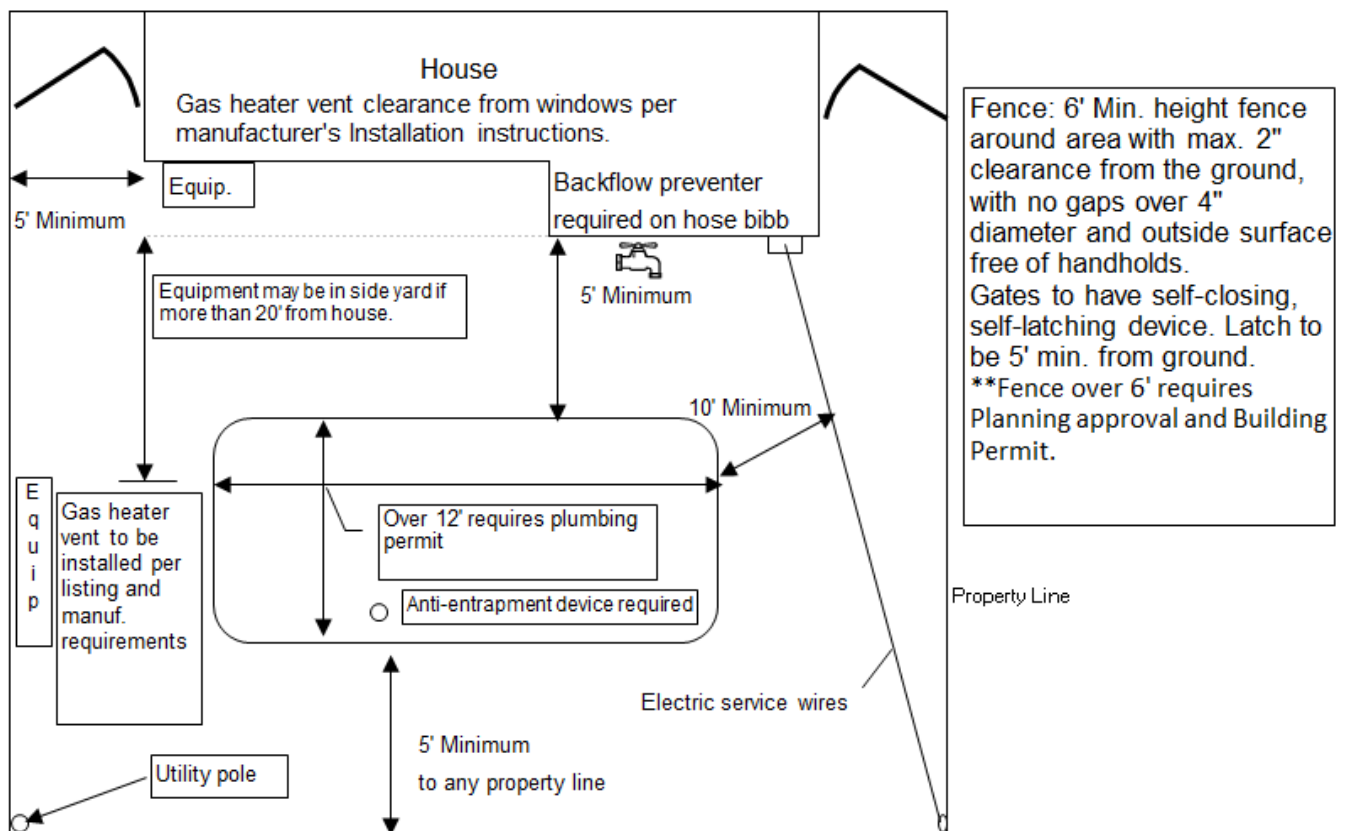 House
Gas heater vent clearance from windows per
manufacturer's Installation instructions.
Equip.
5' Minimum
Backflow preventer
required on hose bibb
5' Minimum
Equipment may be in side yard if
more than 20' from house.
10' Minimum
E
q
u
i
p
Gas heater
vent to be
installed per
listing and
manuf.
requirements
Over 12' requires plumbing
permit
Anti-entrapment device required
Electric service wires
5' Minimum
to any property line
Utility pole
Fence: 6' Min. height fence
around area with max. 2"
clearance from the ground,
with no gaps over 4"
diameter and outside surface
free of handholds.
Gates to have self-closing,
self-latching device. Latch to
be 5' min. from ground.
**Fence over 6' requires
Planning approval and Building
Permit.
Property Line